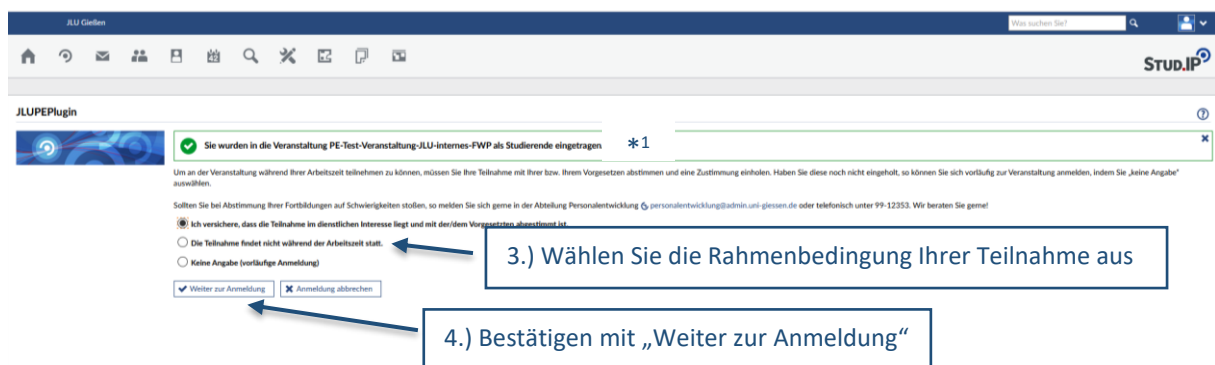 JLU Gießen
Was suchen Sie?
STUD.IP
JLUPEPlugin
Sie wurden in die Veranstaltung PE-Test-Veranstaltung-JLU-internes-FWP als Studierende eingetragen.
*1
Um an der Veranstaltung während Ihrer Arbeitszeit teilnehmen zu können, müssen Sie Ihre Teilnahme mit Ihrer bzw. Ihrem Vorgesetzten abstimmen und eine Zustimmung einholen. Haben Sie diese noch nicht eingeholt, so können Sie sich vorläufig zur Veranstaltung anmelden, indem Sie „keine Angabe"
auswählen.
Sollten Sie bei Abstimmung Ihrer Fortbildungen auf Schwierigkeiten stoßen, so melden Sie sich gerne in der Abteilung Personalentwicklung personalentwicklung@admin.uni-giessen.de oder telefonisch unter 99-12353. Wir beraten Sie gerne!
Ich versichere, dass die Teilnahme im dienstlichen Interesse liegt und mit der/dem Vorgesetzten abgestimmt ist.
Die Teilnahme findet nicht während der Arbeitszeit statt.
3.) Wählen Sie die Rahmenbedingung Ihrer Teilnahme aus
Keine Angabe (vorläufige Anmeldung)
Weiter zur Anmeldung
Anmeldung abbrechen
4.) Bestätigen mit „Weiter zur Anmeldung“